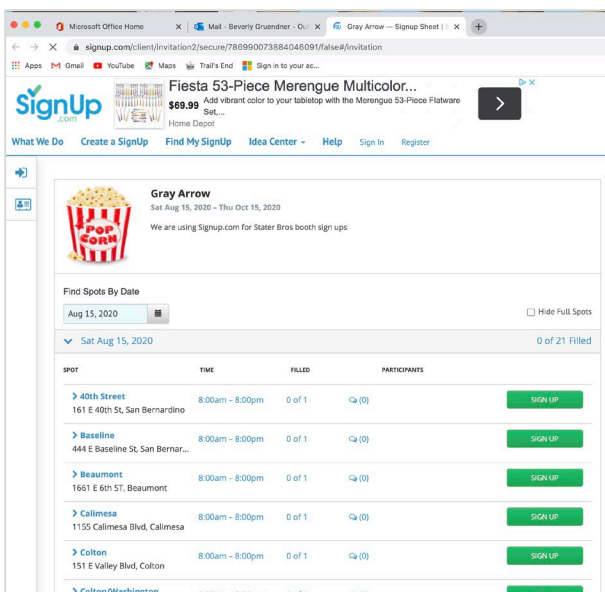 Microsoft Office Home
Mail - Beverly Gruendner - Out
Gray Arrow — Signup Sheet |
signup.com/client/invitation2/secure/786990073884046091/false#/invitation
Apps
Gmail
YouTube
Maps
Trail's End
Sign in to your ac...
SignUp
.com
Fiesta 53-Piece Merengue Multicolor...
$69.99 Add vibrant color to your tabletop with the Merengue 53-Piece Flatware
Set,...
Home Depot
What We Do
Create a SignUp
Find My SignUp
Idea Center
Help
Sign In
Register
POP
CORN
Gray Arrow
Sat Aug 15, 2020 – Thu Oct 15, 2020
We are using Signup.com for Stater Bros booth sign ups
Find Spots By Date
Aug 15, 2020
Hide Full Spots
Sat Aug 15, 2020
0 of 21 Filled
SPOT TIME FILLED PARTICIPANTS
40th Street
161 E 40th St, San Bernardino
8:00am – 8:00pm 0 of 1 (0) SIGN UP
Baseline
444 E Baseline St, San Bernar...
8:00am – 8:00pm 0 of 1 (0) SIGN UP
Beaumont
1661 E 6th ST, Beaumont
8:00am – 8:00pm 0 of 1 (0) SIGN UP
Calimesa
1155 Calimesa Blvd, Calimesa
8:00am – 8:00pm 0 of 1 (0) SIGN UP
Colton
151 E Valley Blvd, Colton
8:00am – 8:00pm 0 of 1 (0) SIGN UP
Colton/Washington